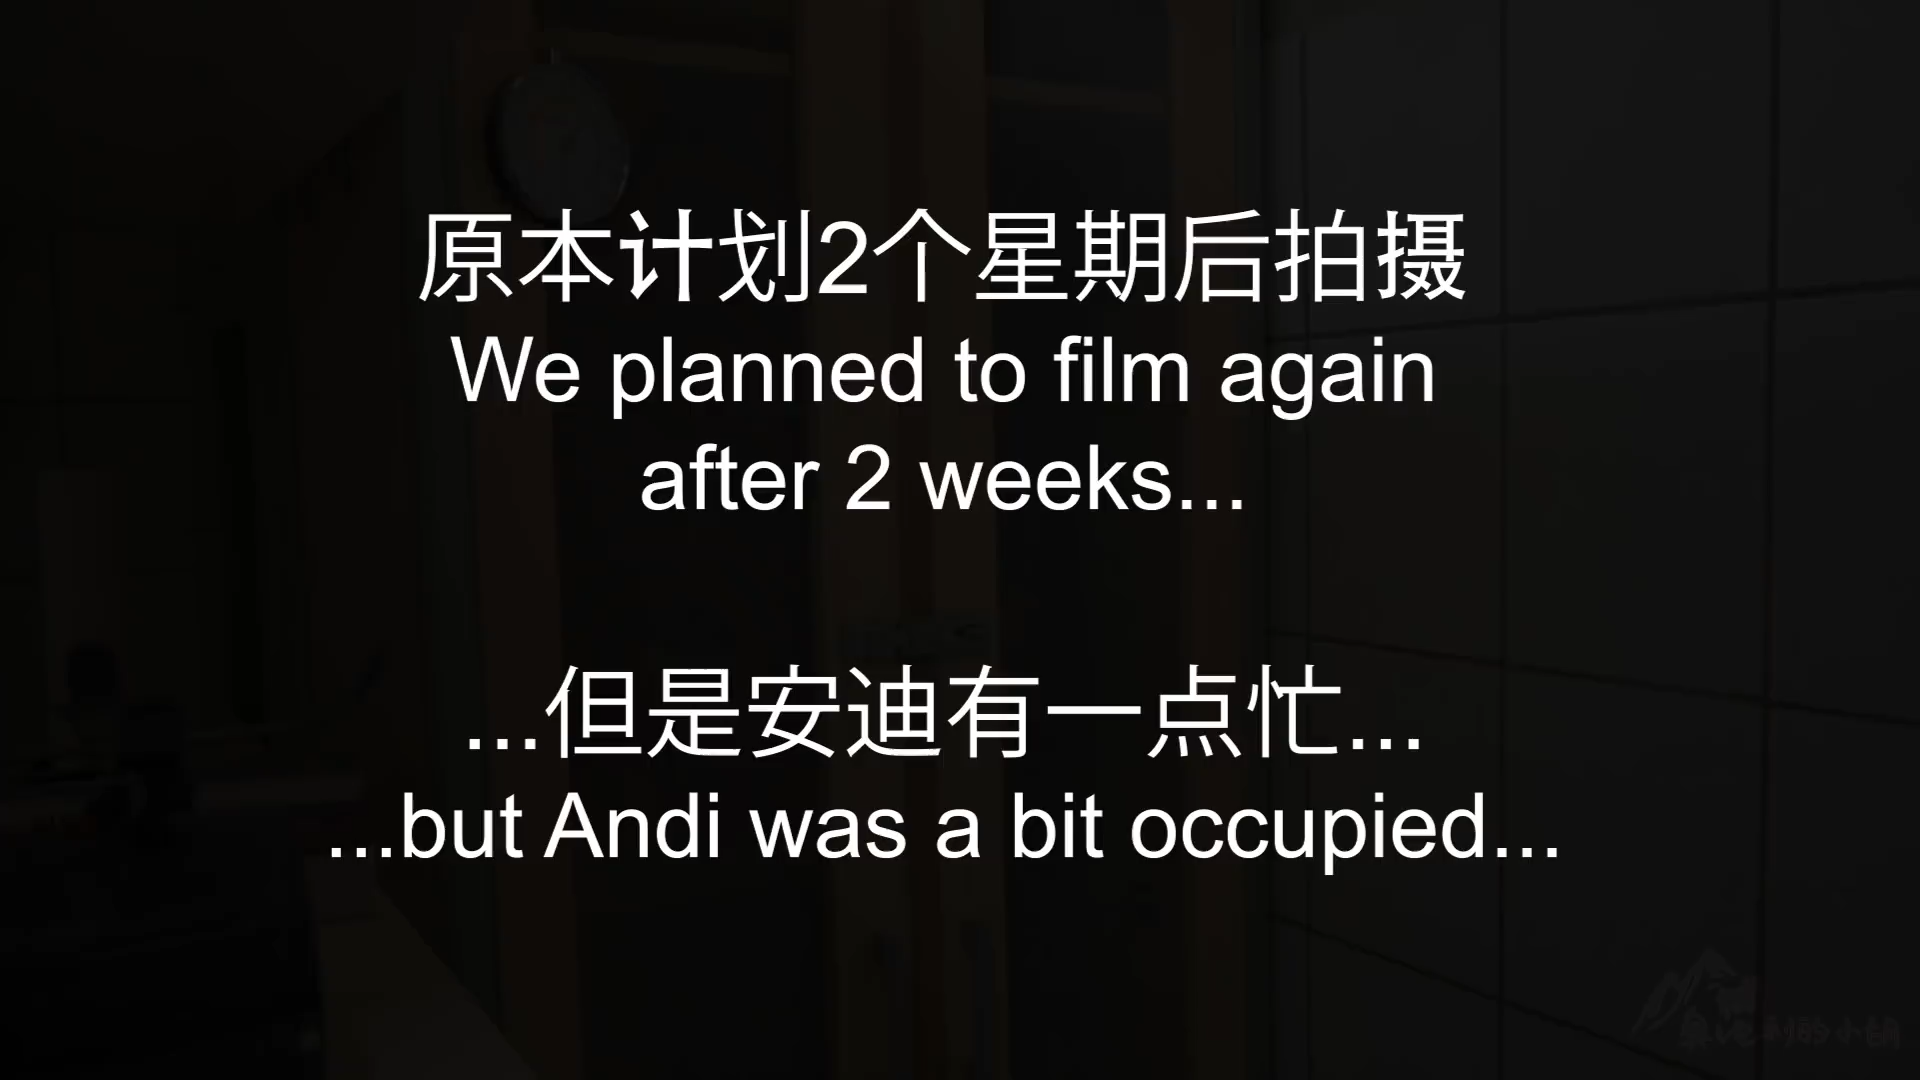 原本计划2个星期后拍摄
We planned to film again
after 2 weeks...
...但是安迪有一点忙...
...but Andi was a bit occupied...